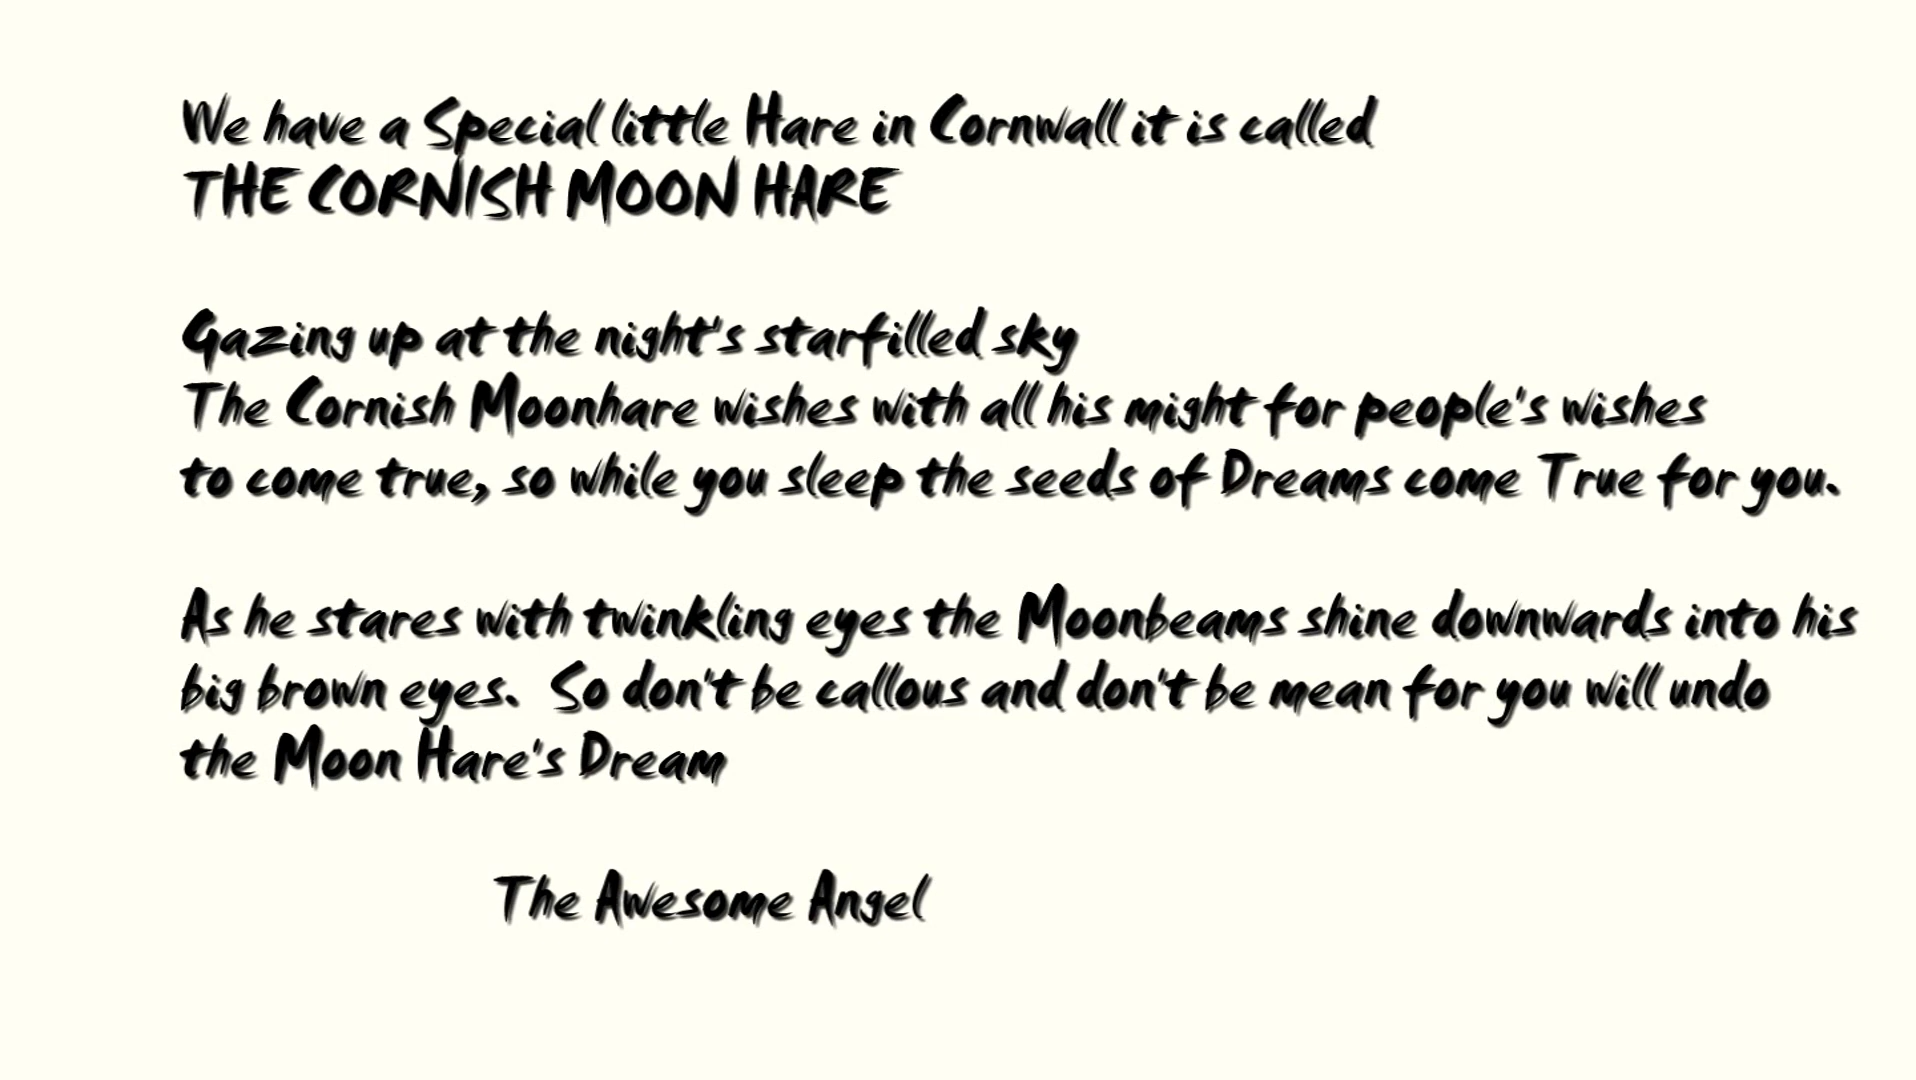 We have a Special little Hare in Cornwall it is called
THE CORNISH MOON HARE
Gazing up at the night's starfilled sky
The Cornish Moonhare wishes with all his might for people's wishes
to come true, so while you sleep the seeds of Dreams come True for you.
As he stares with twinkling eyes the Moonbeams shine downwards into his
big brown eyes.  So don't be callous and don't be mean for you will undo
the Moon Hare's Dream
The Awesome Angel